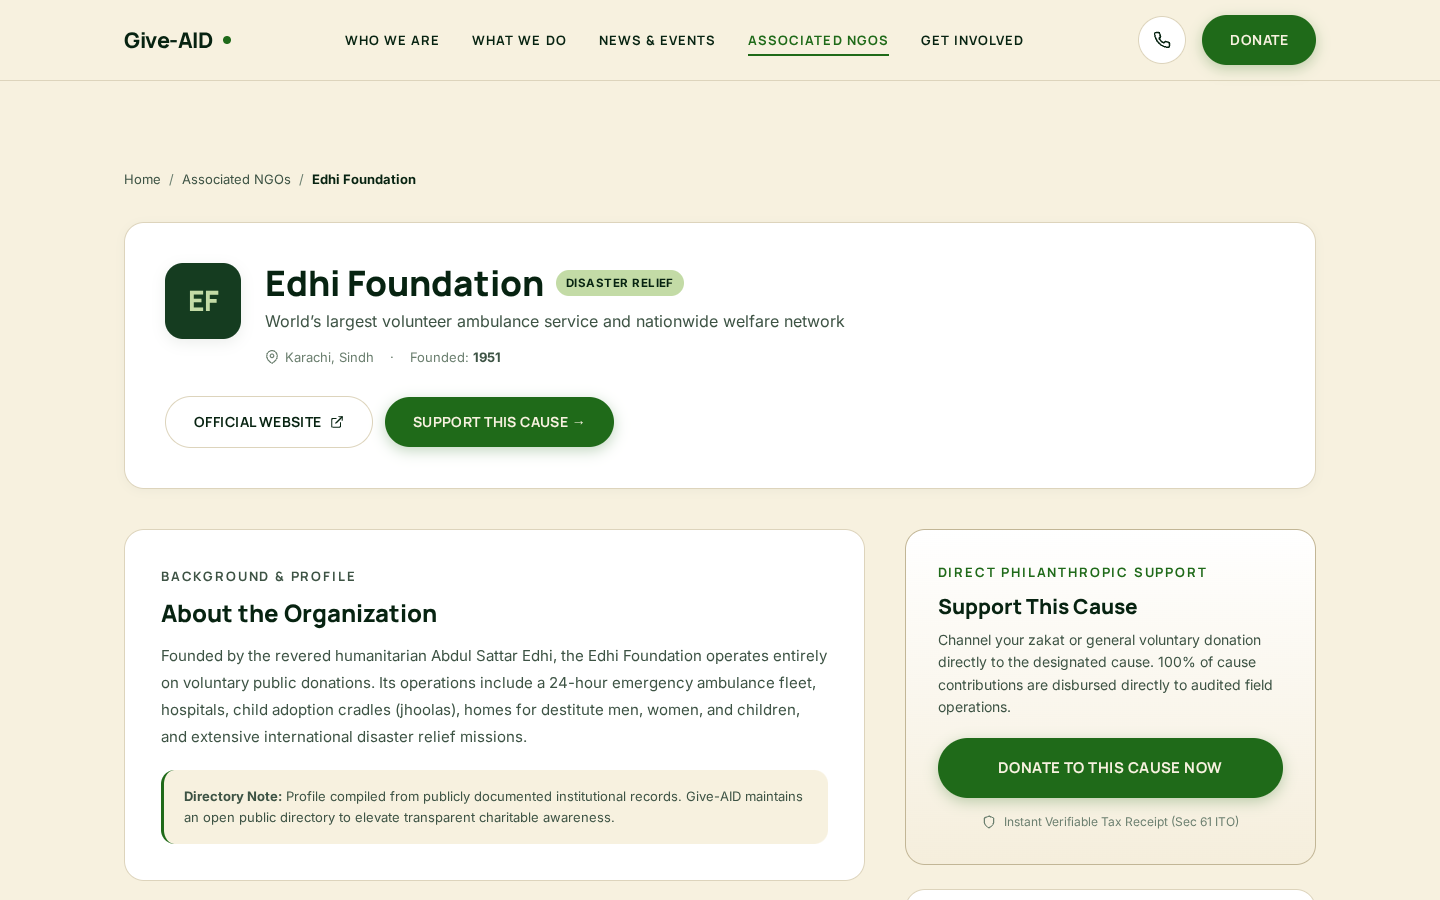 Give-AID
WHO WE ARE
WHAT WE DO
NEWS & EVENTS
ASSOCIATED NGOS
GET INVOLVED
DONATE
Home / Associated NGOs / Edhi Foundation
EF
Edhi Foundation
DISASTER RELIEF
World’s largest volunteer ambulance service and nationwide welfare network
Karachi, Sindh · Founded: 1951
OFFICIAL WEBSITE
SUPPORT THIS CAUSE →
BACKGROUND & PROFILE
About the Organization
Founded by the revered humanitarian Abdul Sattar Edhi, the Edhi Foundation operates entirely
on voluntary public donations. Its operations include a 24-hour emergency ambulance fleet,
hospitals, child adoption cradles (jhoolas), homes for destitute men, women, and children,
and extensive international disaster relief missions.
Directory Note: Profile compiled from publicly documented institutional records. Give-AID maintains
an open public directory to elevate transparent charitable awareness.
DIRECT PHILANTHROPIC SUPPORT
Support This Cause
Channel your zakat or general voluntary donation
directly to the designated cause. 100% of cause
contributions are disbursed directly to audited field
operations.
DONATE TO THIS CAUSE NOW
Instant Verifiable Tax Receipt (Sec 61 ITO)